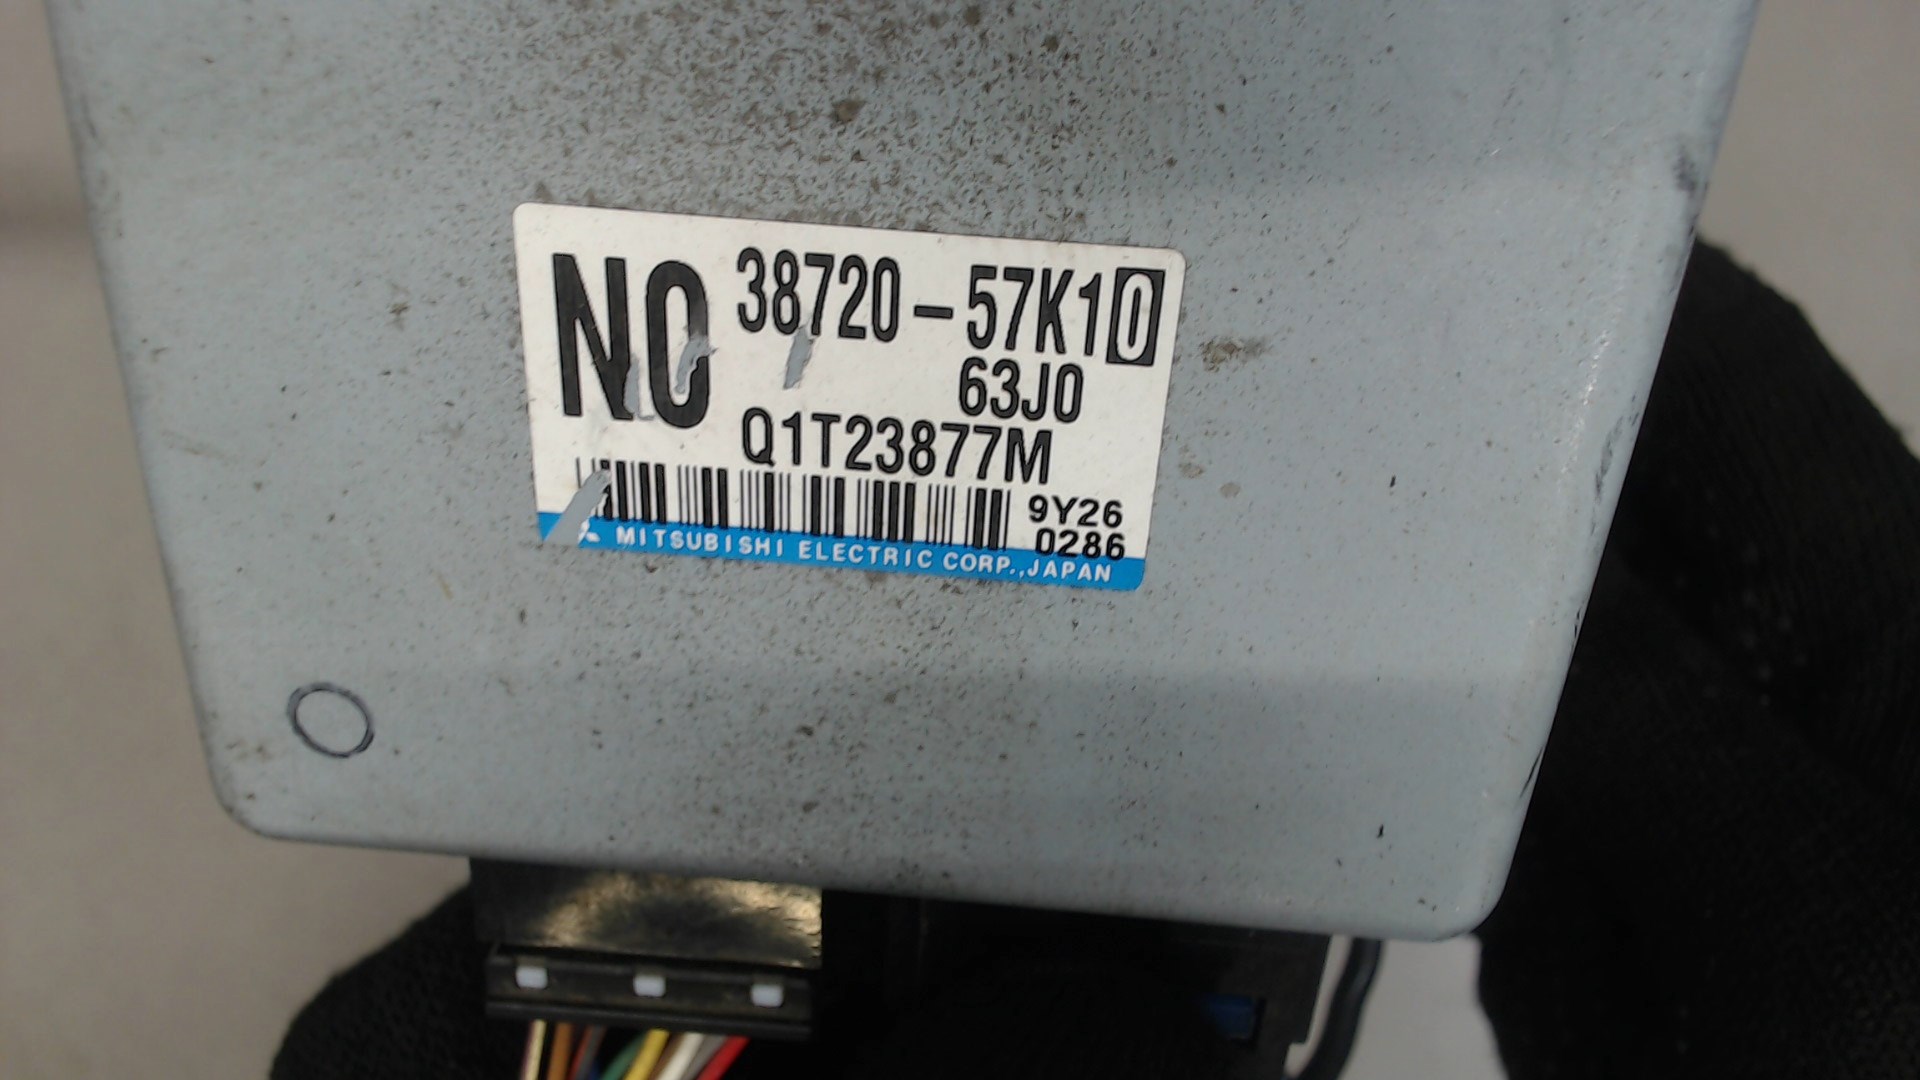 NO 38720-57K10
63J0
Q1T23877M
9Y26
0286
MITSUBISHI ELECTRIC CORP., JAPAN